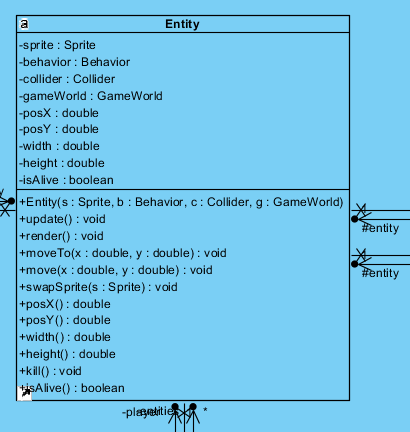 a
Entity
-sprite : Sprite
-behavior : Behavior
-collider : Collider
-gameWorld : GameWorld
-posX : double
-posY : double
-width : double
-height : double
-isAlive : boolean
+Entity(s : Sprite, b : Behavior, c : Collider, g : GameWorld)
+update() : void
+render() : void
+moveTo(x : double, y : double) : void
+move(x : double, y : double) : void
+swapSprite(s : Sprite) : void
+posX() : double
+posY() : double
+width() : double
+height() : double
+kill() : void
+isAlive() : boolean
#entity
#entity
-player
-entities
*